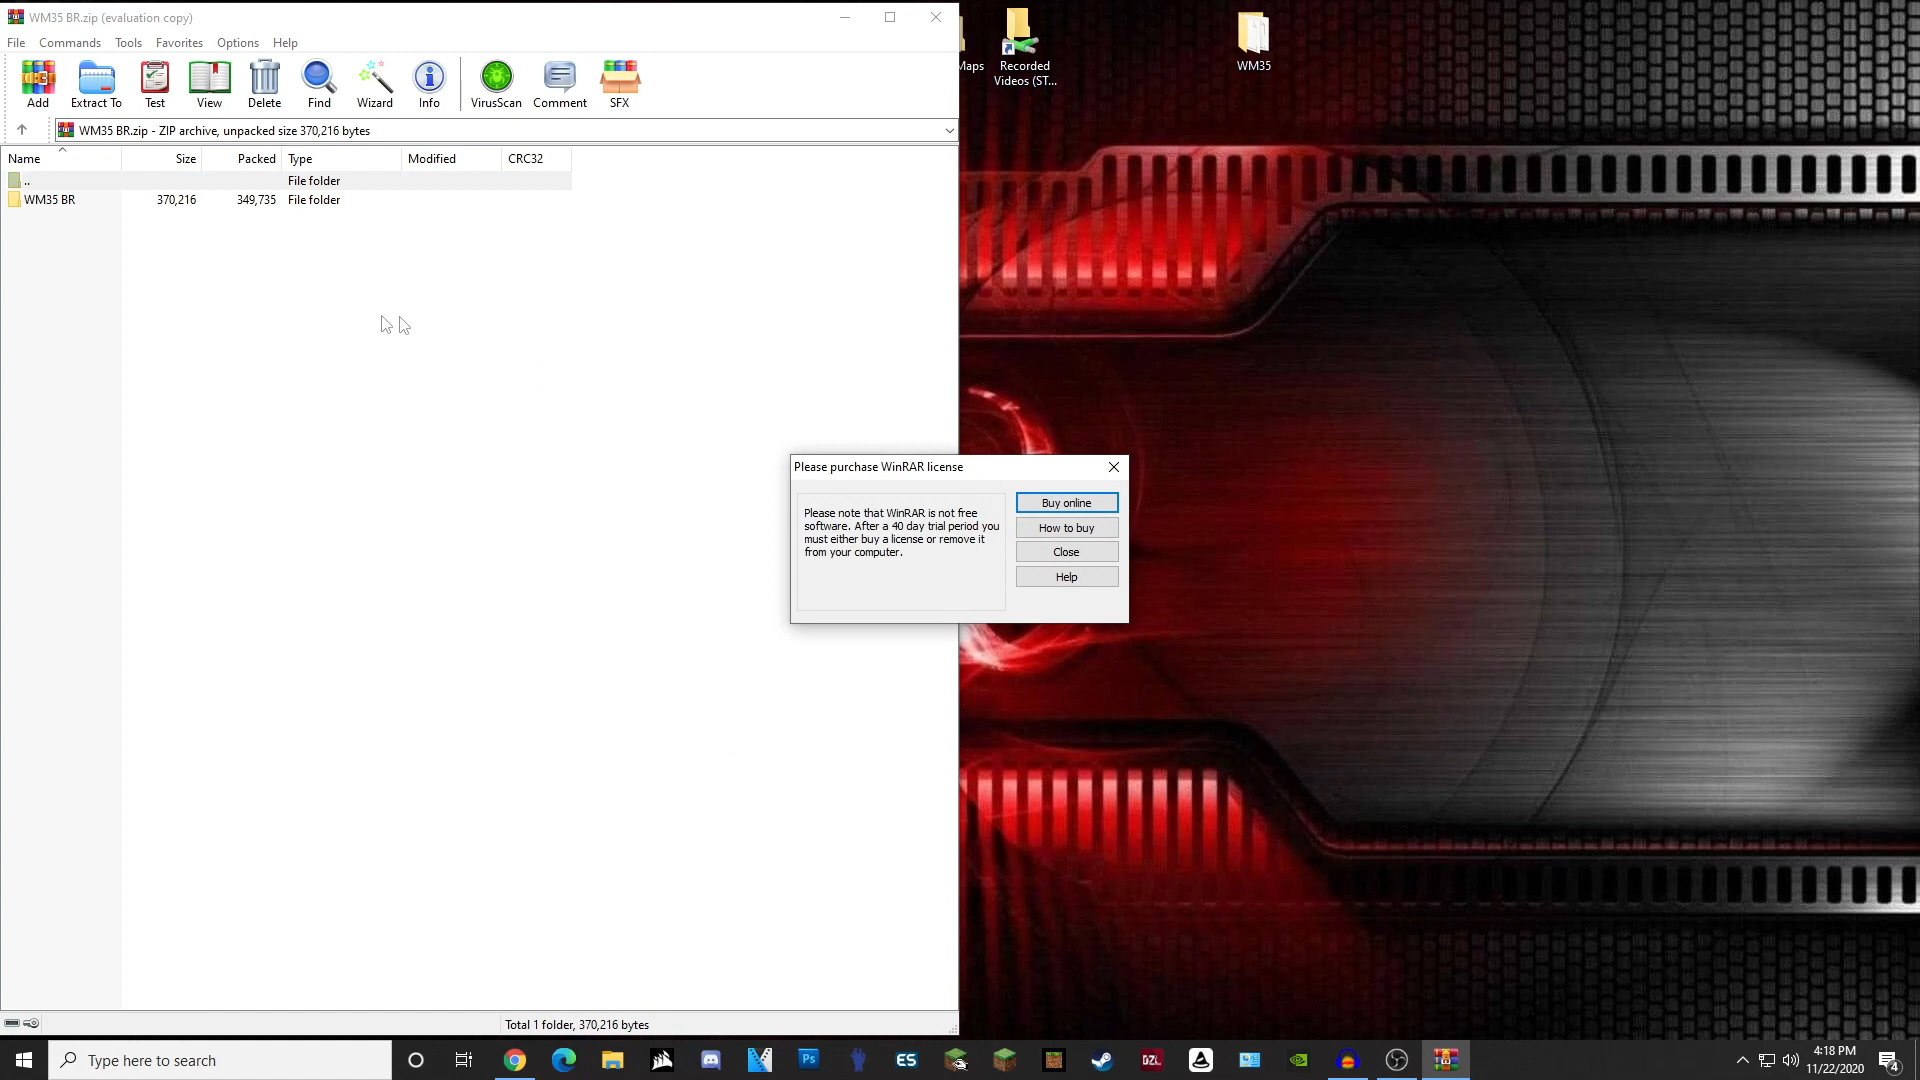 WM35 BR.zip (evaluation copy)
File Commands Tools Favorites Options Help
Add Extract To Test View Delete Find Wizard Info VirusScan Comment SFX
WM35 BR.zip - ZIP archive, unpacked size 370,216 bytes
Name Size Packed Type Modified CRC32
.. File folder
WM35 BR 370,216 349,735 File folder
Maps
Recorded
Videos (ST...
WM35
Please purchase WinRAR license
Please note that WinRAR is not free
software. After a 40 day trial period you
must either buy a license or remove it
from your computer.
Buy online
How to buy
Close
Help
Total 1 folder, 370,216 bytes
Type here to search
Ps
ES
DZL
4:18 PM
11/22/2020
4